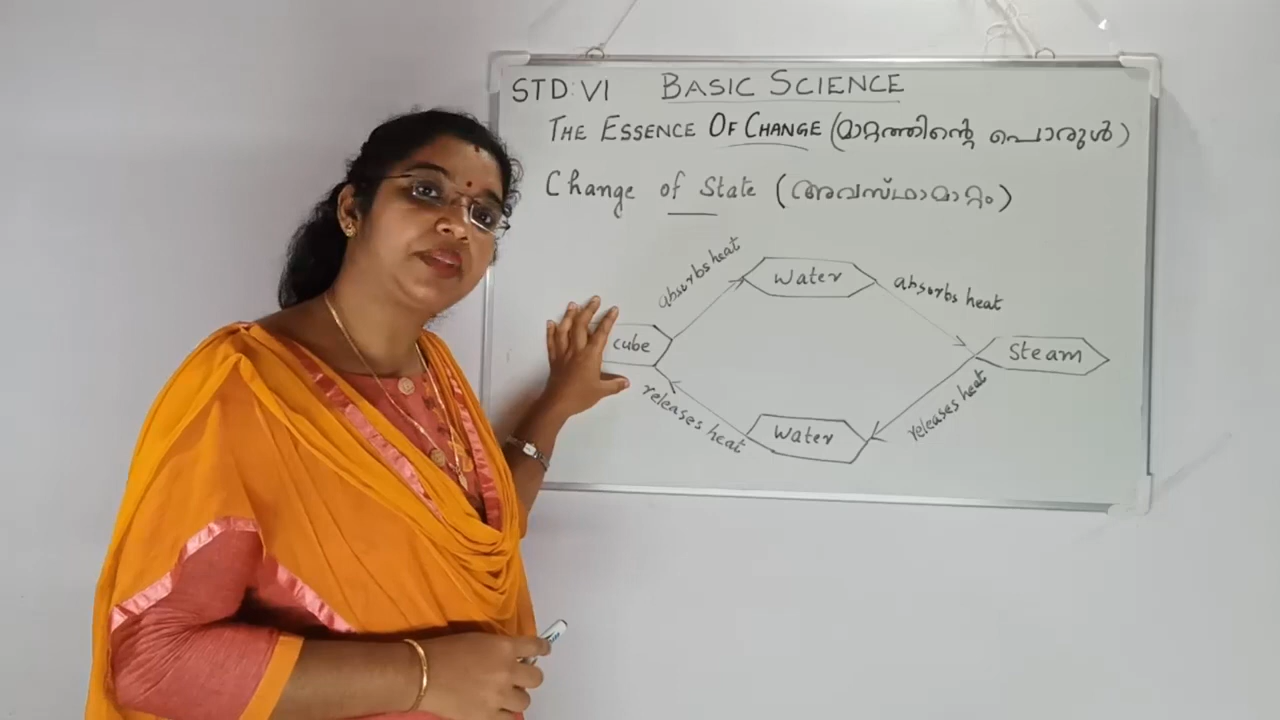 STD:VI BASIC SCIENCE
THE ESSENCE OF CHANGE (മാറ്റത്തിന്റെ പൊരുൾ)
Change of State (അവസ്ഥാമാറ്റം)
absorbs heat
Water
absorbs heat
cube
Steam
releases heat
Water
releases heat